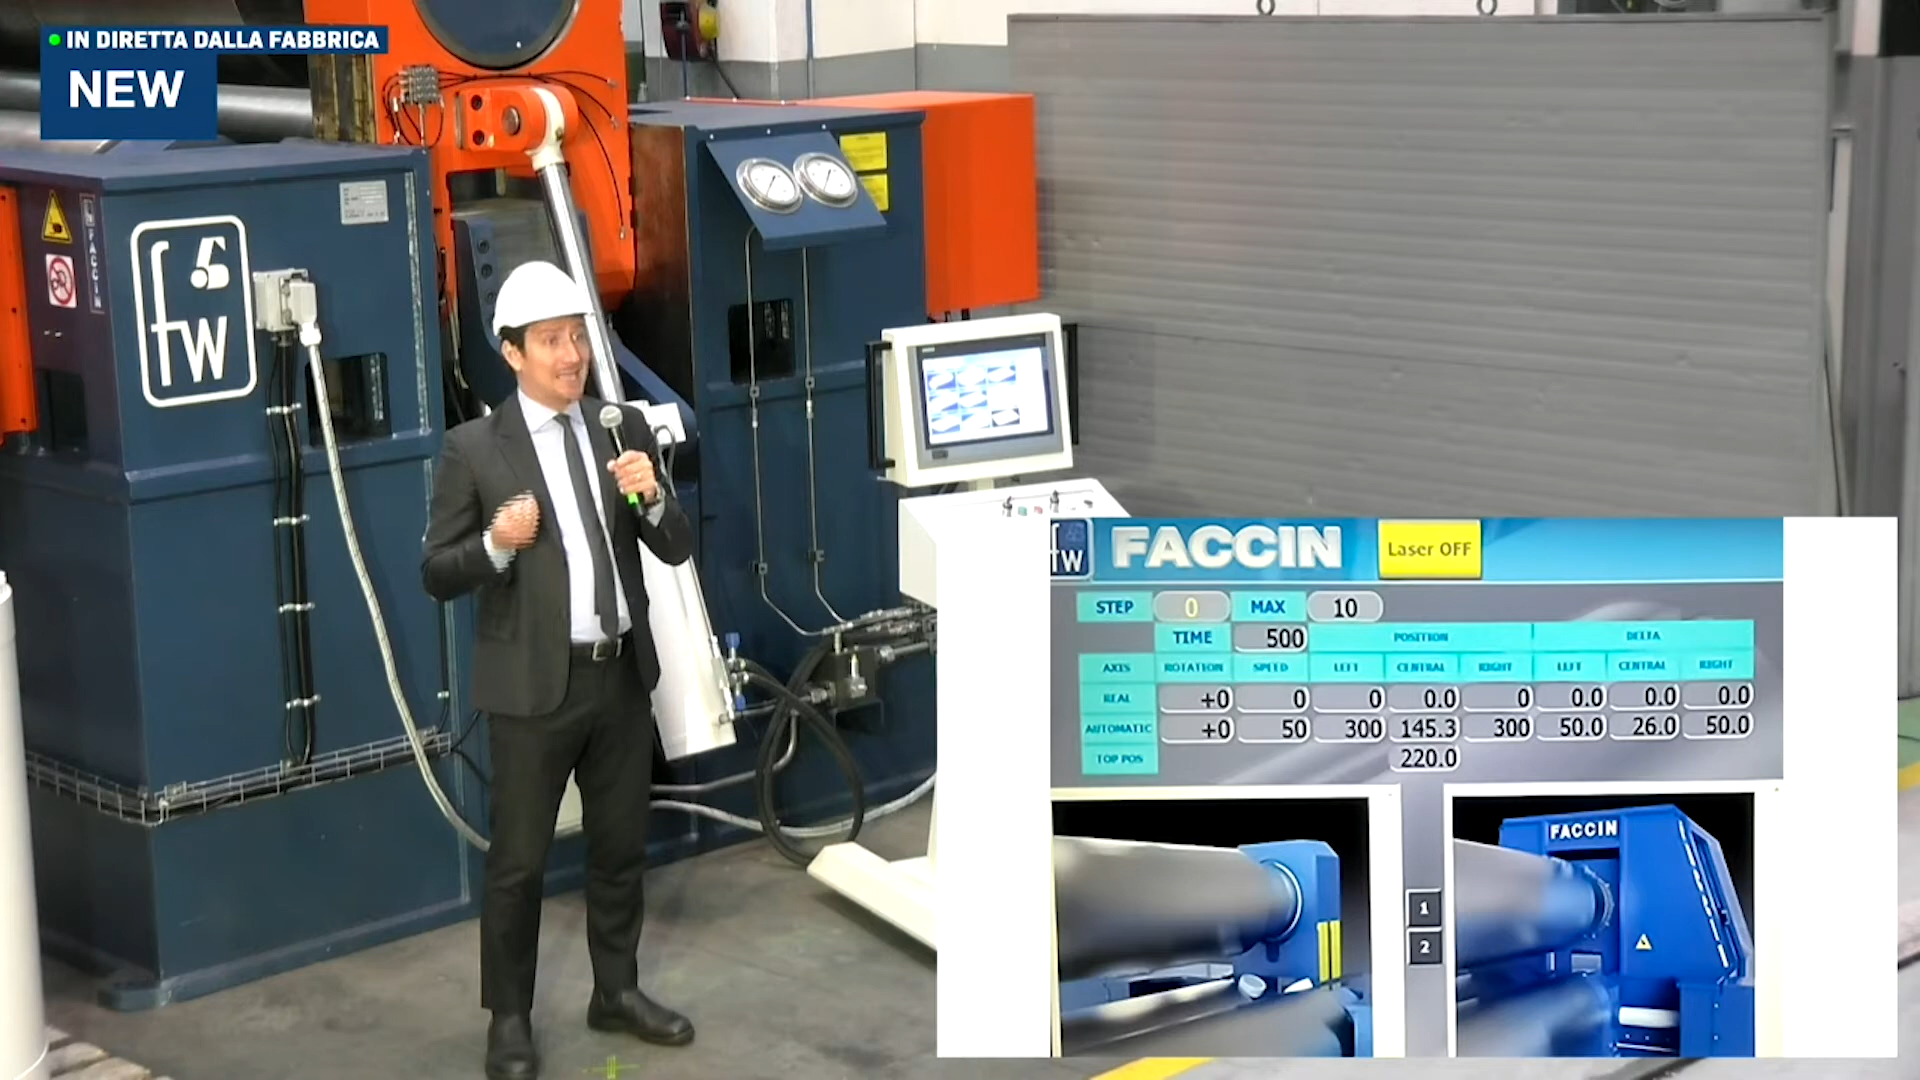 IN DIRETTA DALLA FABBRICA
NEW
FACCIN
fw
fw
FACCIN
Laser OFF
STEP 0 MAX 10
TIME 500 POSITION DELTA
AXIS ROTATION SPEED LEFT CENTRAL RIGHT LEFT CENTRAL RIGHT
REAL +0 0 0 0.0 0 0.0 0.0 0.0
AUTOMATIC +0 50 300 145.3 300 50.0 26.0 50.0
TOP POS 220.0
FACCIN
1
2